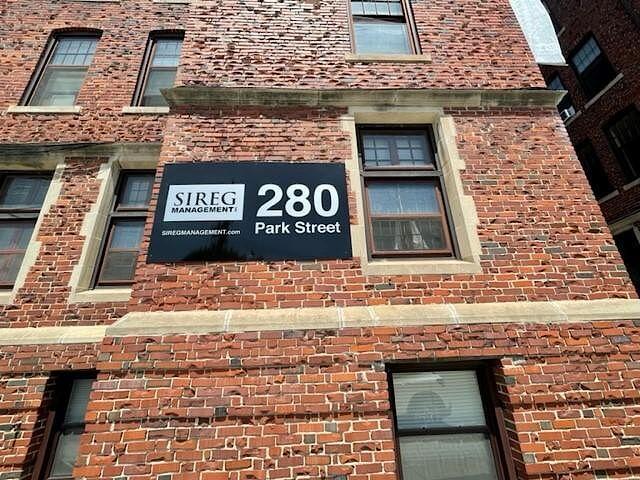 SIREG
MANAGEMENT
SIREGMANAGEMENT.com
280
Park Street